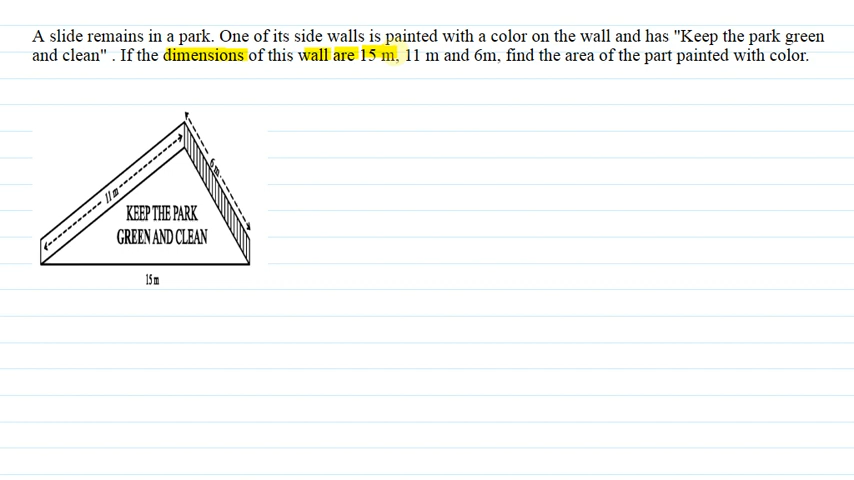 A slide remains in a park. One of its side walls is painted with a color on the wall and has "Keep the park green
and clean" . If the dimensions of this wall are 15 m, 11 m and 6m, find the area of the part painted with color.
6 m
11 m
KEEP THE PARK
GREEN AND CLEAN
15 m